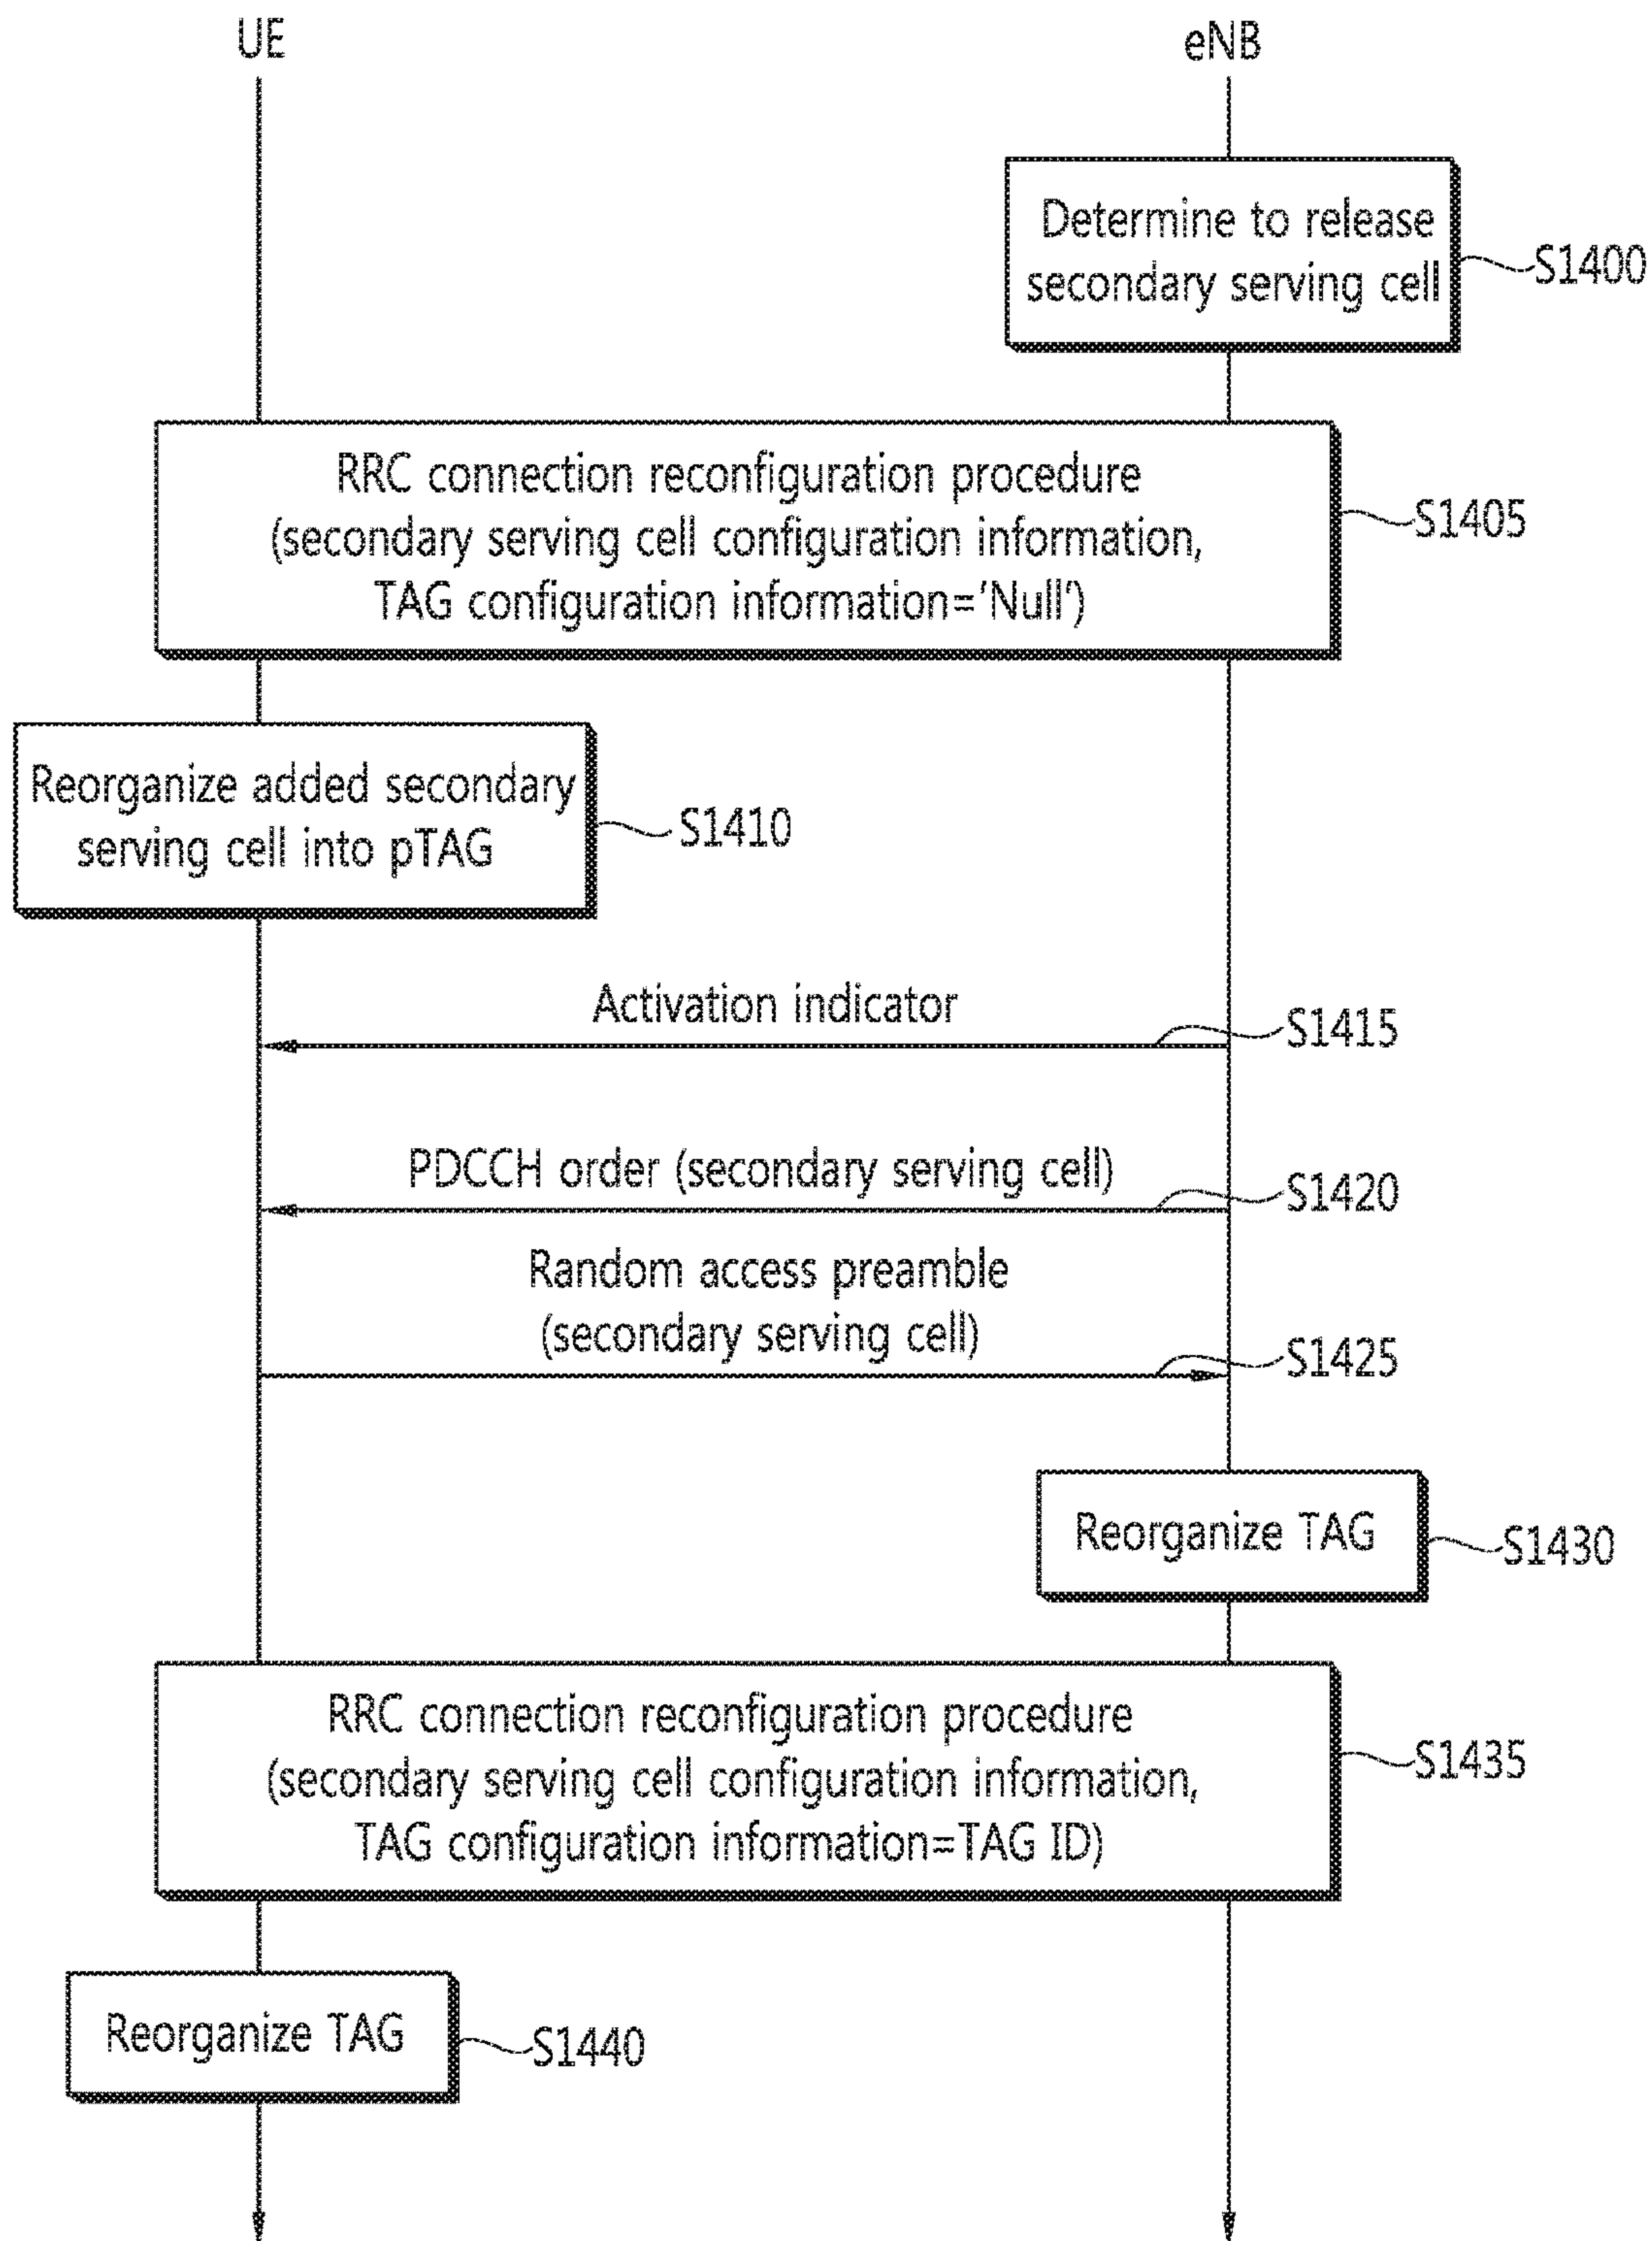 UE
eNB
Determine to release
secondary serving cell
S1400
RRC connection reconfiguration procedure
(secondary serving cell configuration information,
TAG configuration information='Null')
S1405
Reorganize added secondary
serving cell into pTAG
S1410
Activation indicator
S1415
PDCCH order (secondary serving cell)
S1420
Random access preamble
(secondary serving cell)
S1425
Reorganize TAG
S1430
RRC connection reconfiguration procedure
(secondary serving cell configuration information,
TAG configuration information=TAG ID)
S1435
Reorganize TAG
S1440